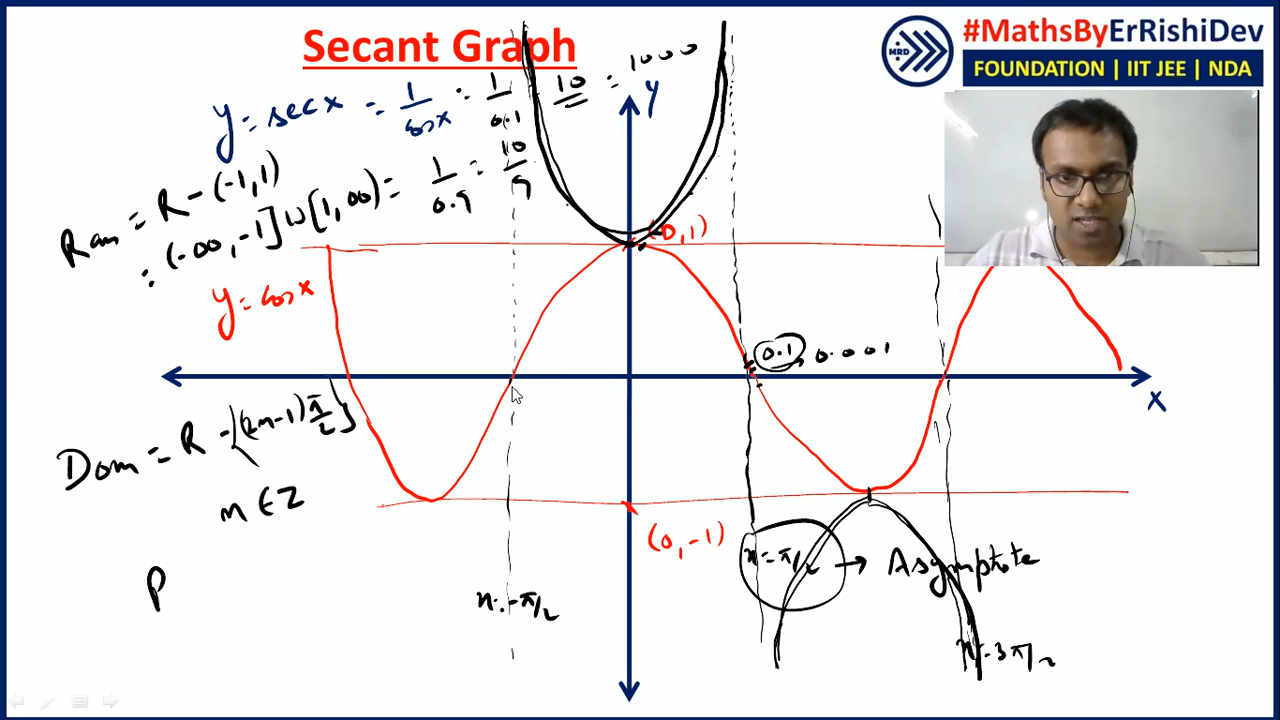 Secant Graph
#MathsByErRishiDev
MRD
FOUNDATION | IIT JEE | NDA
y = sec x = 1/cos x = 1/0.1 = 10 = 1000
y
Ran = R - (-1, 1)
= (-∞, -1] ∪ [1, ∞) = 1/0.9 = 10/9
(0, 1)
y = cos x
0.1 → 0.0001
x
Dom = R - {(2n-1) π/2}
n ∈ Z
(0, -1)
x = π/2 → Asymptote
P
x = -π/2
x = 3π/2